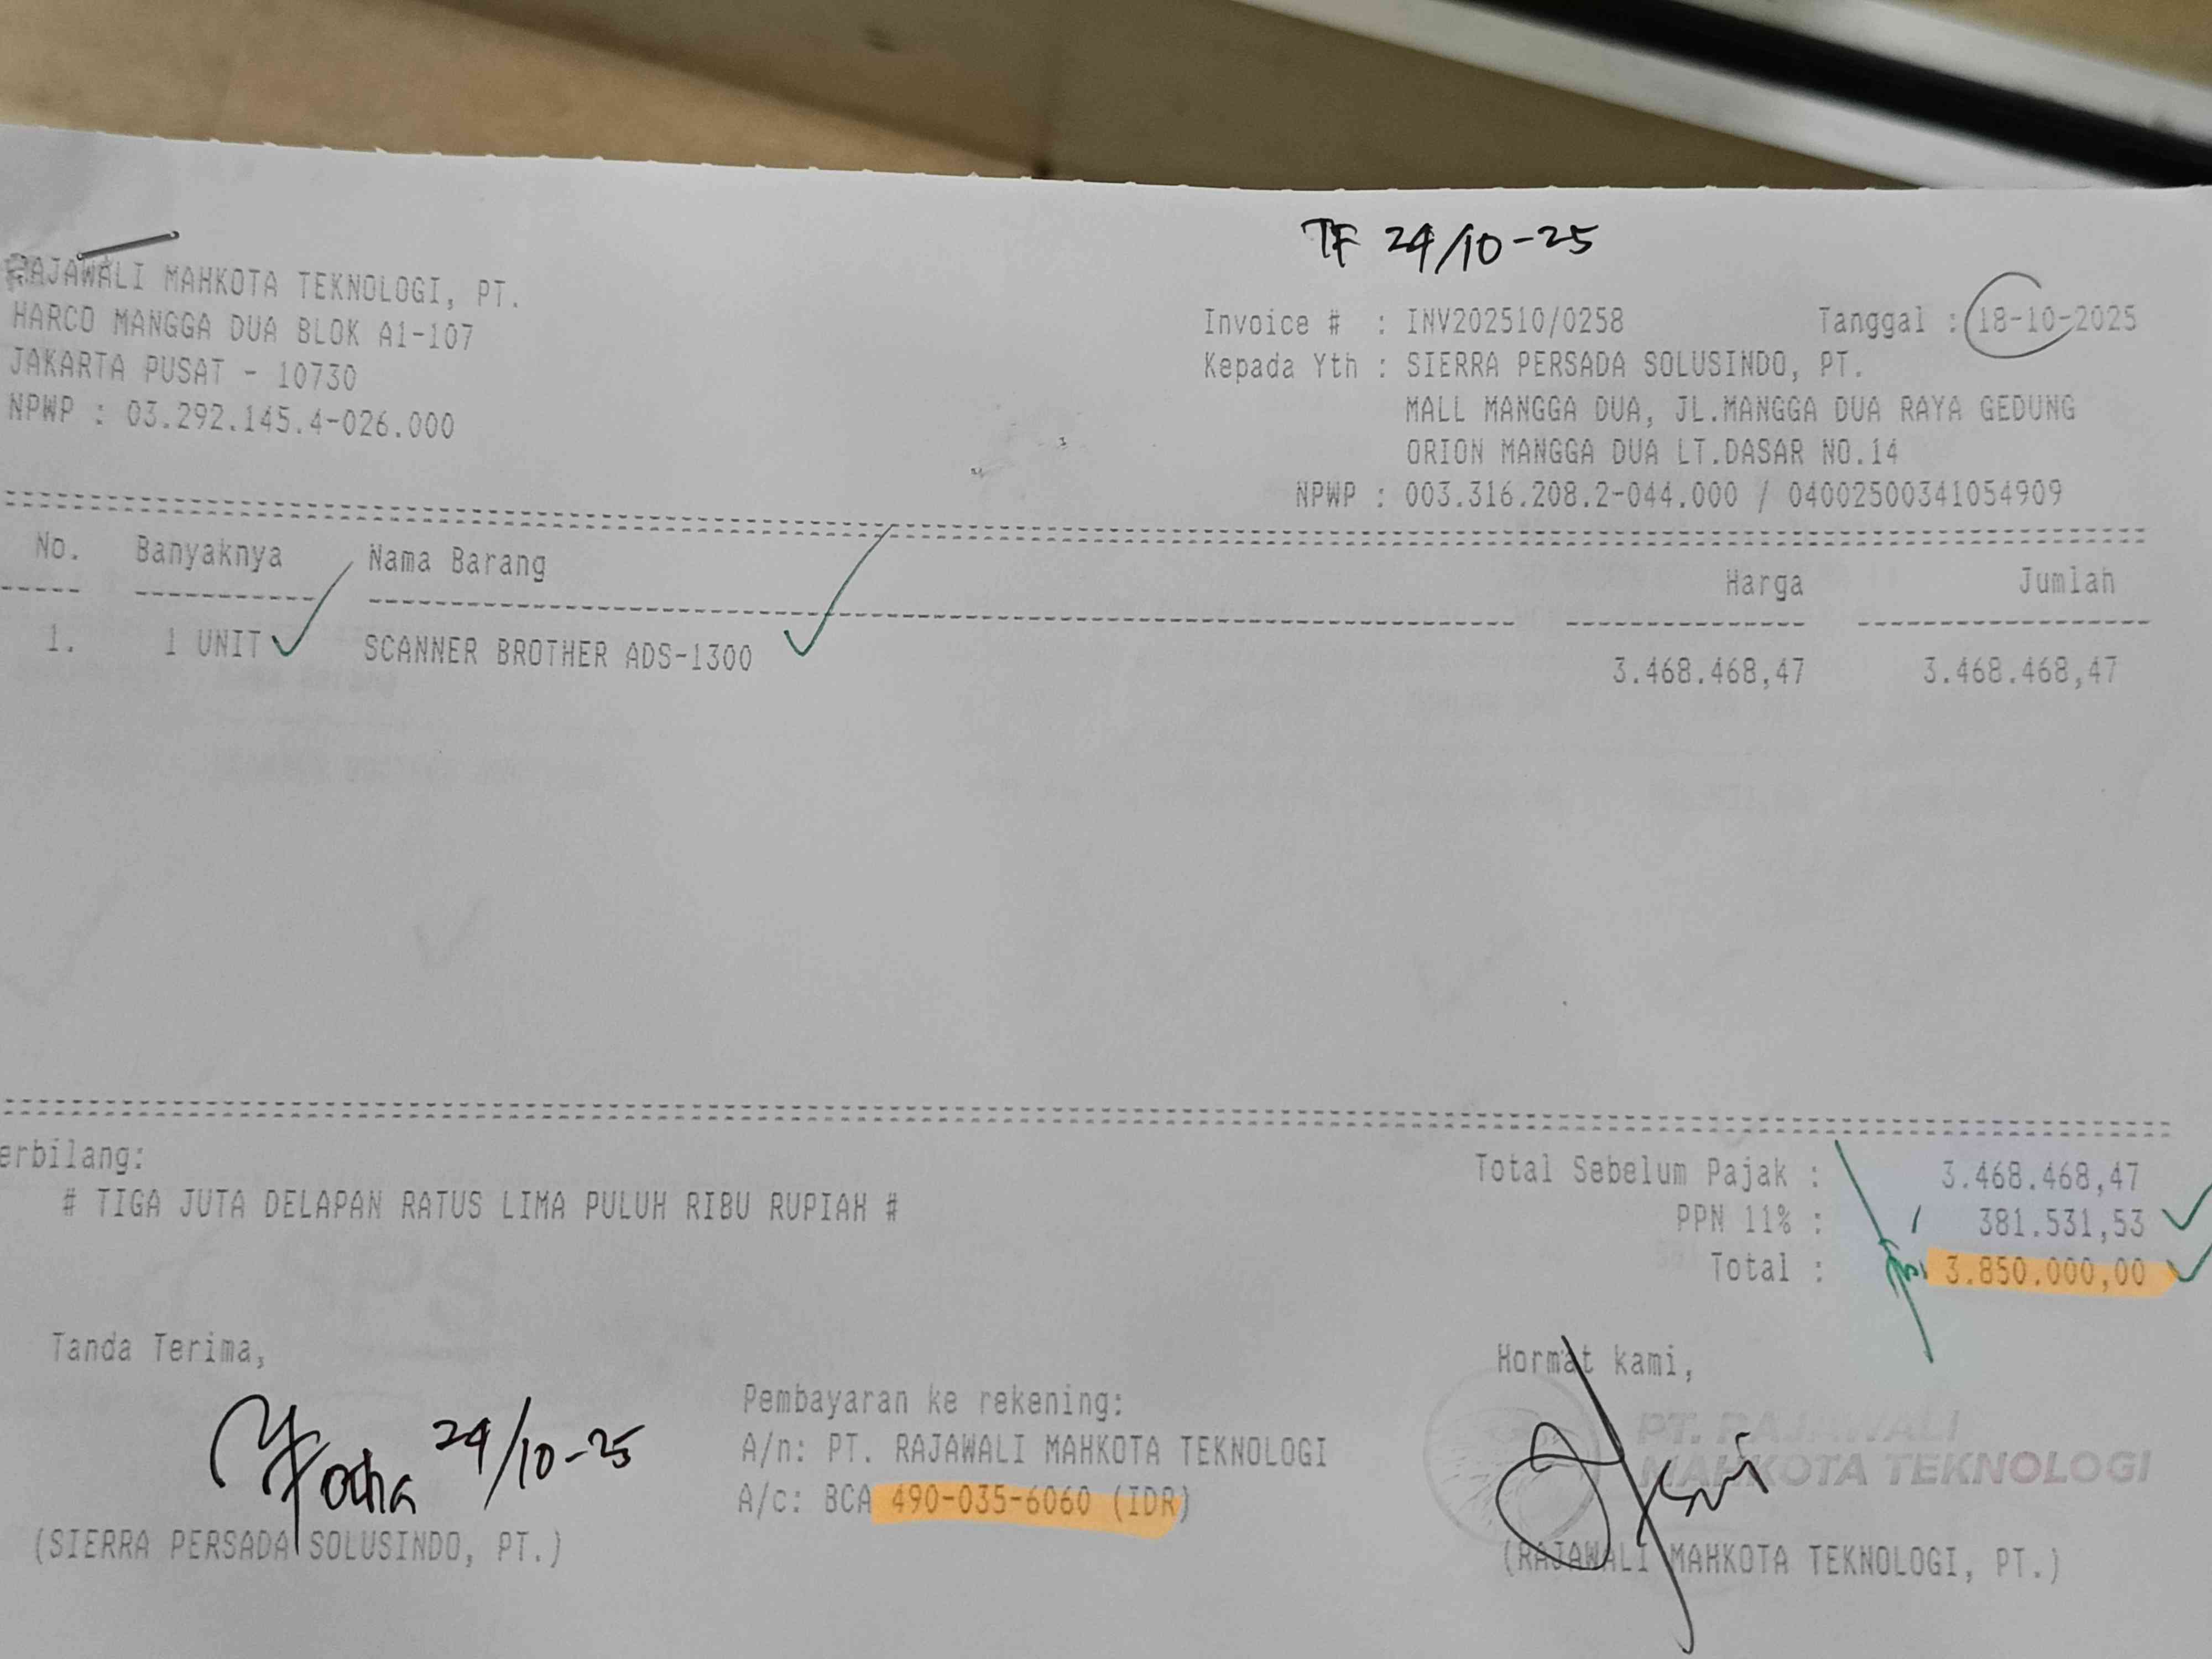 TF 24/10-25
RAJAWALI MAHKOTA TEKNOLOGI, PT.
HARCO MANGGA DUA BLOK A1-107
JAKARTA PUSAT - 10730
NPWP : 03.292.145.4-026.000
Invoice # : INV202510/0258 Tanggal : 18-10-2025
Kepada Yth : SIERRA PERSADA SOLUSINDO, PT.
MALL MANGGA DUA, JL.MANGGA DUA RAYA GEDUNG
ORION MANGGA DUA LT.DASAR NO.14
NPWP : 003.316.208.2-044.000 / 04002500341054909
No. Banyaknya Nama Barang Harga Jumlah
1. 1 UNIT SCANNER BROTHER ADS-1300 3.468.468,47 3.468.468,47
erbilang:
# TIGA JUTA DELAPAN RATUS LIMA PULUH RIBU RUPIAH #
Total Sebelum Pajak : 3.468.468,47
PPN 11% : 381.531,53
Total : 3.850.000,00
Tanda Terima,
24/10-25
(SIERRA PERSADA SOLUSINDO, PT.)
Pembayaran ke rekening:
A/n: PT. RAJAWALI MAHKOTA TEKNOLOGI
A/c: BCA 490-035-6060 (IDR)
Hormat kami,
PT. RAJAWALI
MAHKOTA TEKNOLOGI
(RAJAWALI MAHKOTA TEKNOLOGI, PT.)